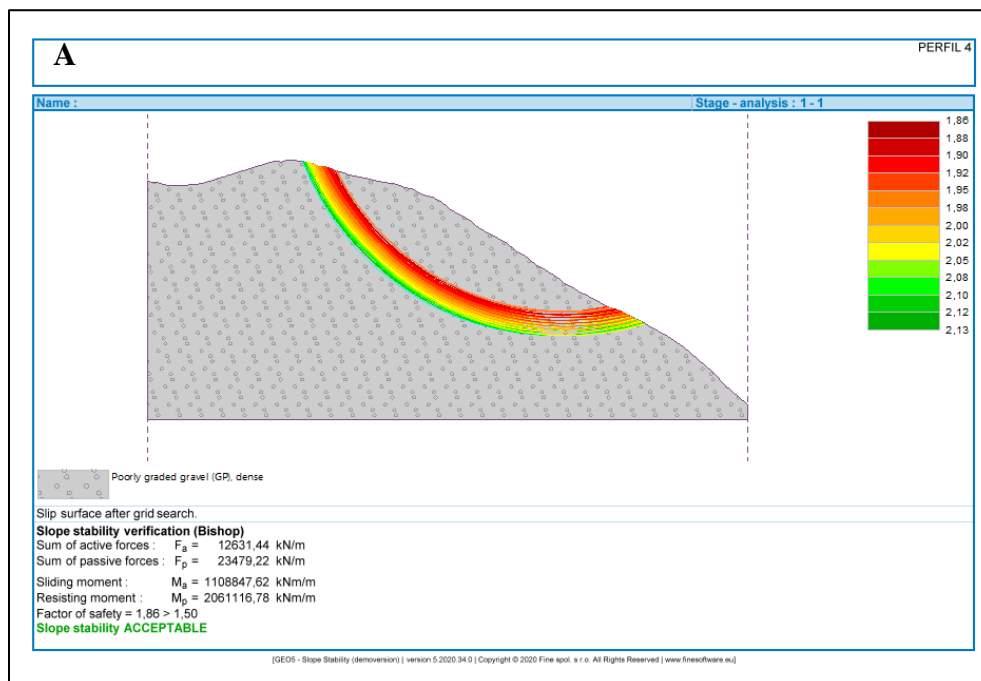 A
PERFIL 4
Name :
Stage - analysis : 1 - 1
1,86
1,88
1,90
1,92
1,95
1,98
2,00
2,02
2,05
2,08
2,10
2,12
2,13
Poorly graded gravel (GP), dense
Slip surface after grid search.
Slope stability verification (Bishop)
Sum of active forces : Fa = 12631,44 kN/m
Sum of passive forces : Fp = 23479,22 kN/m
Sliding moment : Ma = 1108847,62 kNm/m
Resisting moment : Mp = 2061116,78 kNm/m
Factor of safety = 1,86 > 1,50
Slope stability ACCEPTABLE
[GEO5 - Slope Stability (demoversion) | version 5.2020.34.0 | Copyright © 2020 Fine spol. s r.o. All Rights Reserved | www.finesoftware.eu]